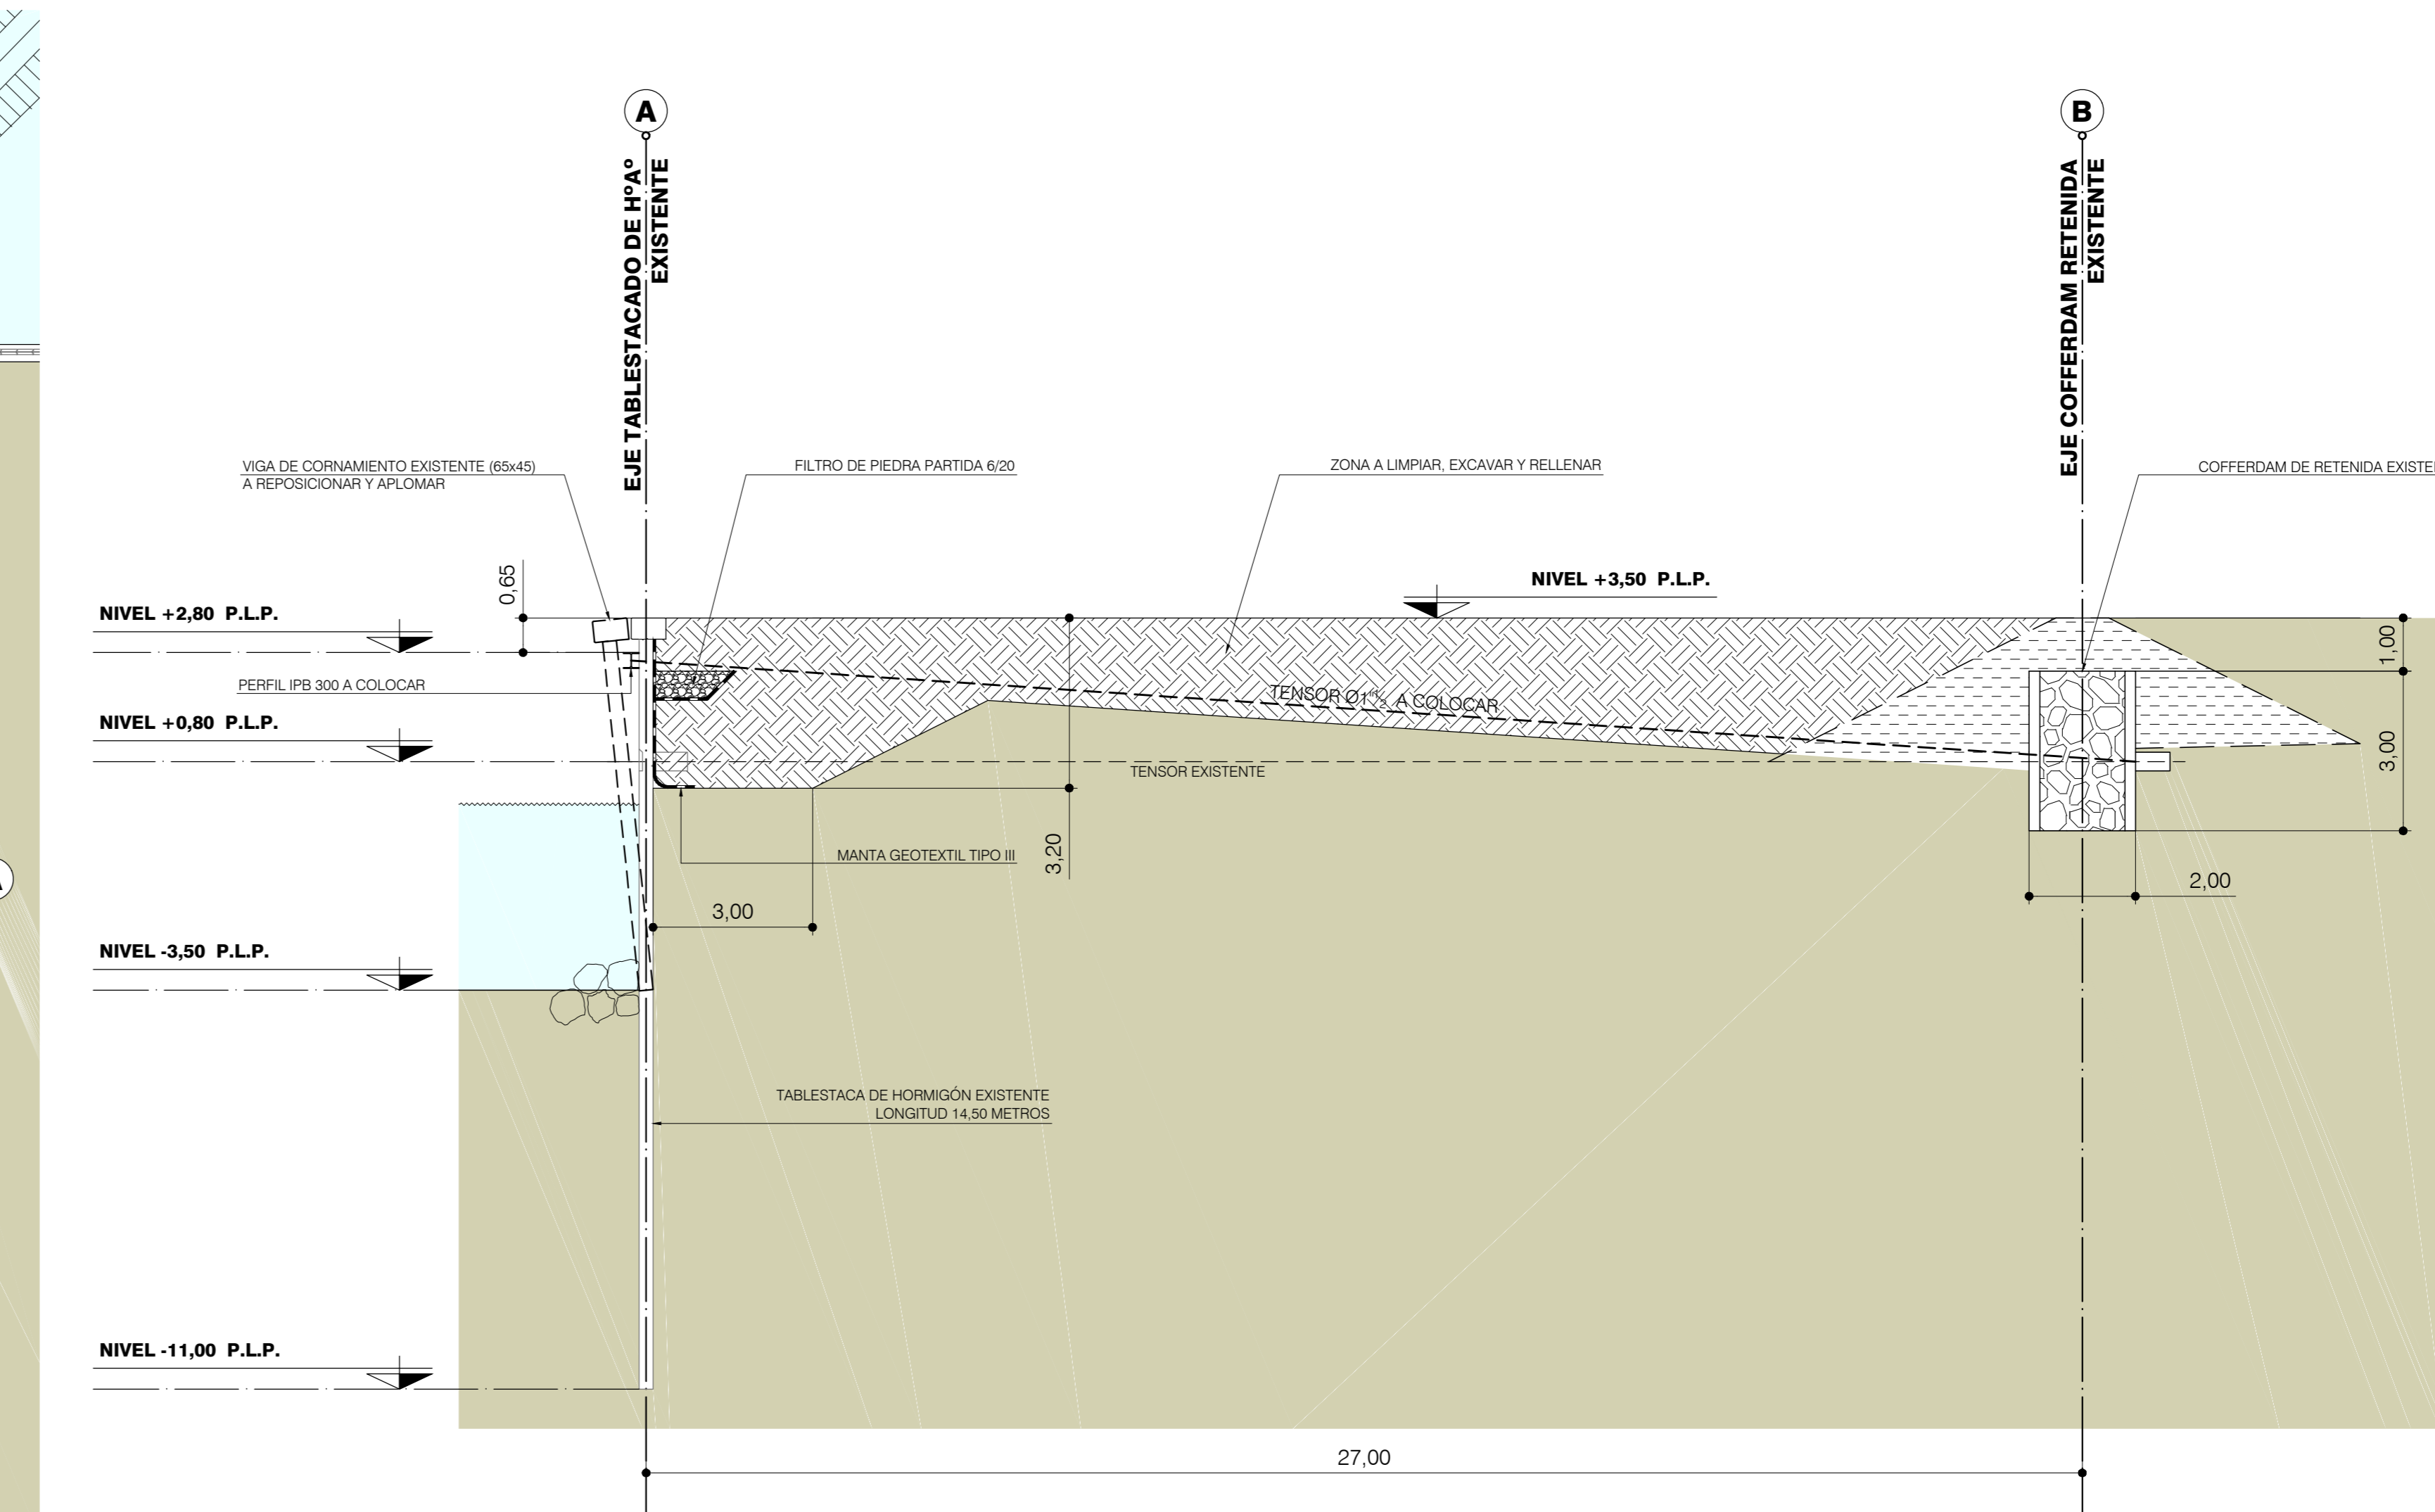 A
B
EJE TABLESTACADO DE HºAº
EXISTENTE
EJE COFFERDAM RETENIDA
EXISTENTE
VIGA DE CORNAMIENTO EXISTENTE (65x45)
A REPOSICIONAR Y APLOMAR
FILTRO DE PIEDRA PARTIDA 6/20
ZONA A LIMPIAR, EXCAVAR Y RELLENAR
COFFERDAM DE RETENIDA
0,65
NIVEL +3,50 P.L.P.
NIVEL +2,80 P.L.P.
1,00
PERFIL IPB 300 A COLOCAR
TENSOR Ø1"½ A COLOCAR
NIVEL +0,80 P.L.P.
3,00
TENSOR EXISTENTE
MANTA GEOTEXTIL TIPO III
3,20
2,00
3,00
NIVEL -3,50 P.L.P.
TABLESTACA DE HORMIGÓN EXISTENTE
LONGITUD 14,50 METROS
NIVEL -11,00 P.L.P.
27,00